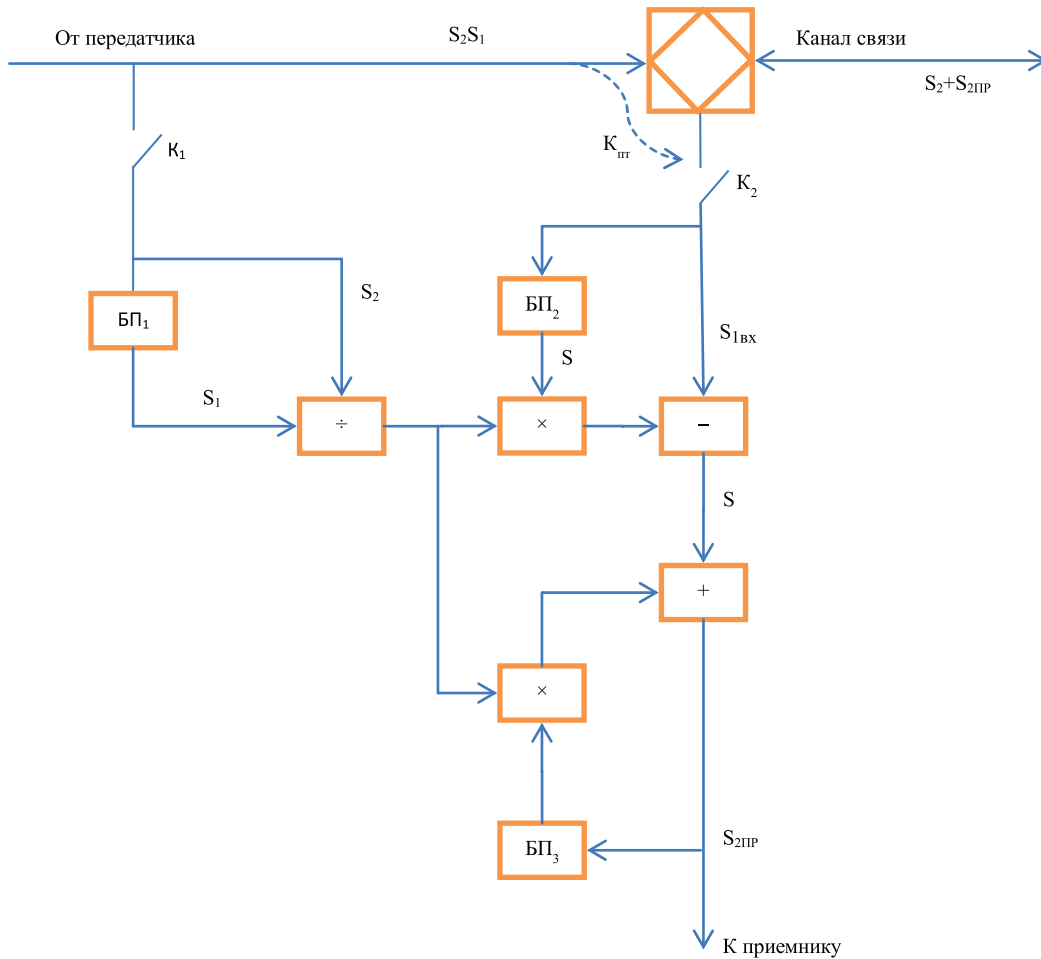 От передатчика
S₂S₁
Канал связи
S₂+S₂ПР
К₁
Кпт
К₂
S₂
БП₁
БП₂
S
S₁вх
S₁
÷
×
−
S
+
×
БП₃
S₂ПР
К приемнику